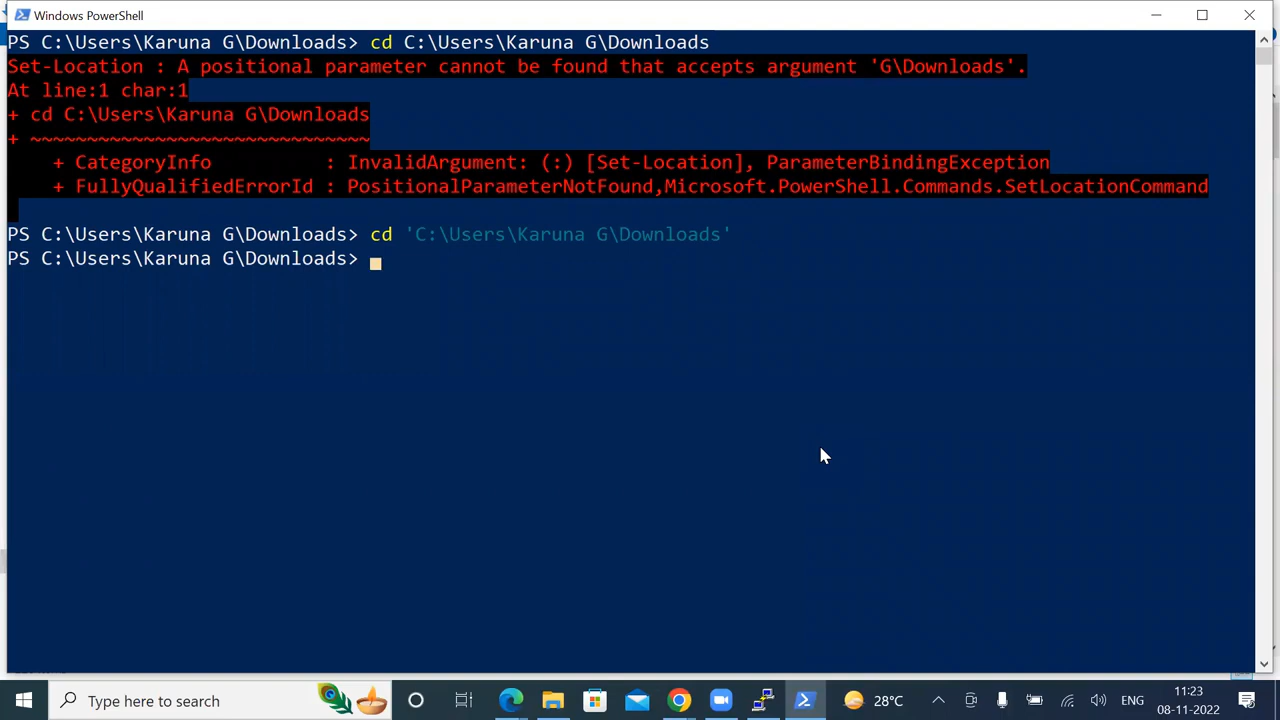 Windows PowerShell
PS C:\Users\Karuna G\Downloads> cd C:\Users\Karuna G\Downloads
Set-Location : A positional parameter cannot be found that accepts argument 'G\Downloads'.
At line:1 char:1
+ cd C:\Users\Karuna G\Downloads
+ ~~~~~~~~~~~~~~~~~~~~~~~~~~~~~~
+ CategoryInfo          : InvalidArgument: (:) [Set-Location], ParameterBindingException
+ FullyQualifiedErrorId : PositionalParameterNotFound,Microsoft.PowerShell.Commands.SetLocationCommand
PS C:\Users\Karuna G\Downloads> cd 'C:\Users\Karuna G\Downloads'
PS C:\Users\Karuna G\Downloads>
Type here to search
28°C
ENG
11:23
08-11-2022